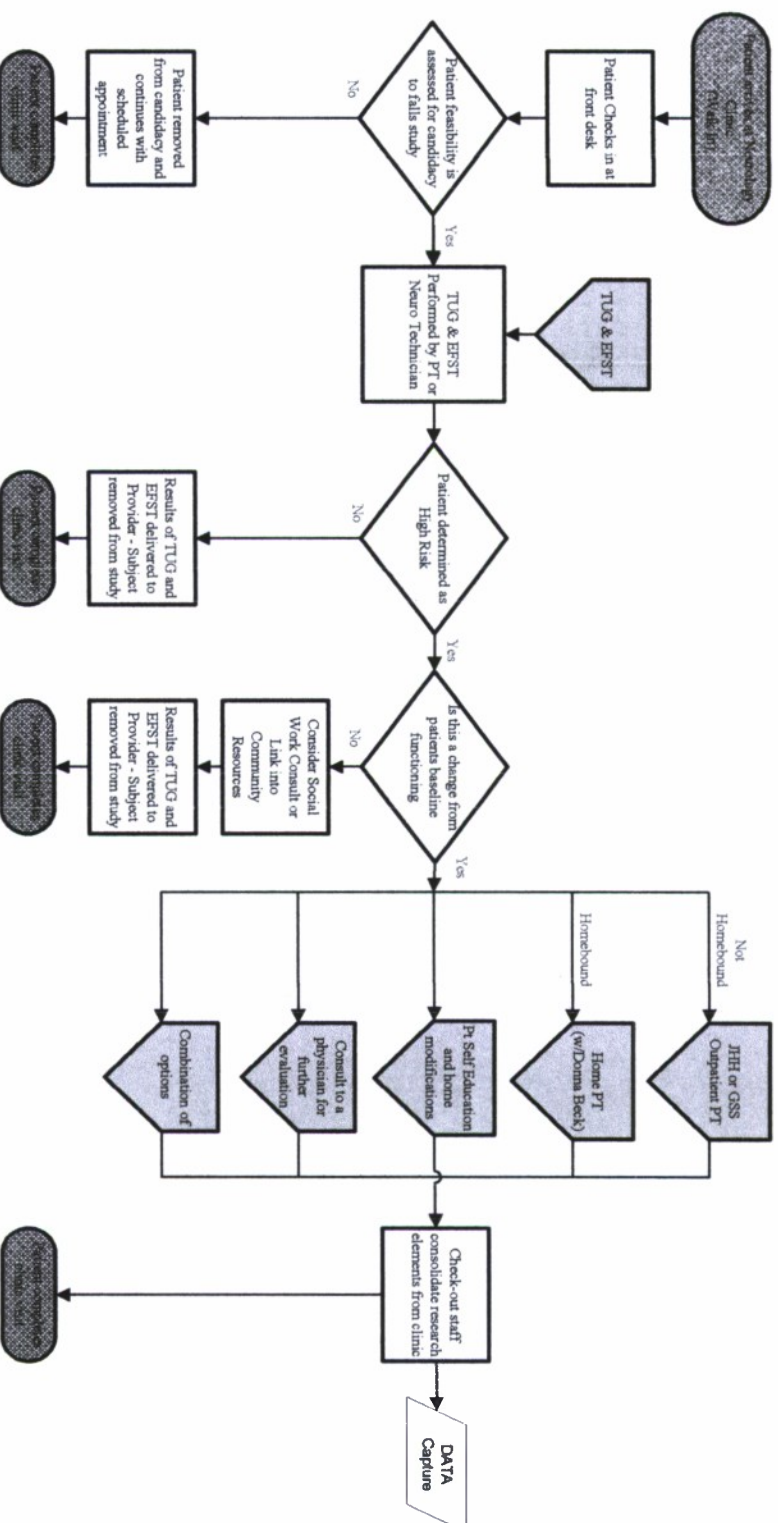 Patient Checks in at
front desk
Patient feasibility is
assessed for candidacy
to falls study
No
Yes
Patient removed
from candidacy and
continues with
scheduled
appointment
TUG & EFST
TUG & EFST
Performed by PT or
Neuro Technician
Patient determined as
High Risk
No
Yes
Results of TUG and
EFST delivered to
Provider - Subject
removed from study
Is this a change from
patients baseline
functioning
No
Yes
Consider Social
Work Consult or
Link into
Community
Resources
Results of TUG and
EFST delivered to
Provider - Subject
removed from study
Not
Homebound
Homebound
JHH or GSS
Outpatient PT
Home PT
(w/Donna Beck)
Pt Self Education
and home
modifications
Consult to a
physician for
further
evaluation
Combination of
options
Check-out staff
consolidate research
elements from clinic
DATA
Capture